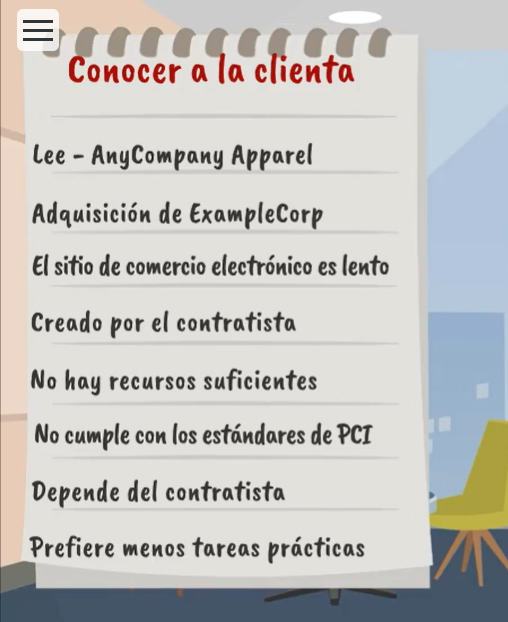 Conocer a la clienta
Lee - AnyCompany Apparel
Adquisición de ExampleCorp
El sitio de comercio electrónico es lento
Creado por el contratista
No hay recursos suficientes
No cumple con los estándares de PCI
Depende del contratista
Prefiere menos tareas prácticas